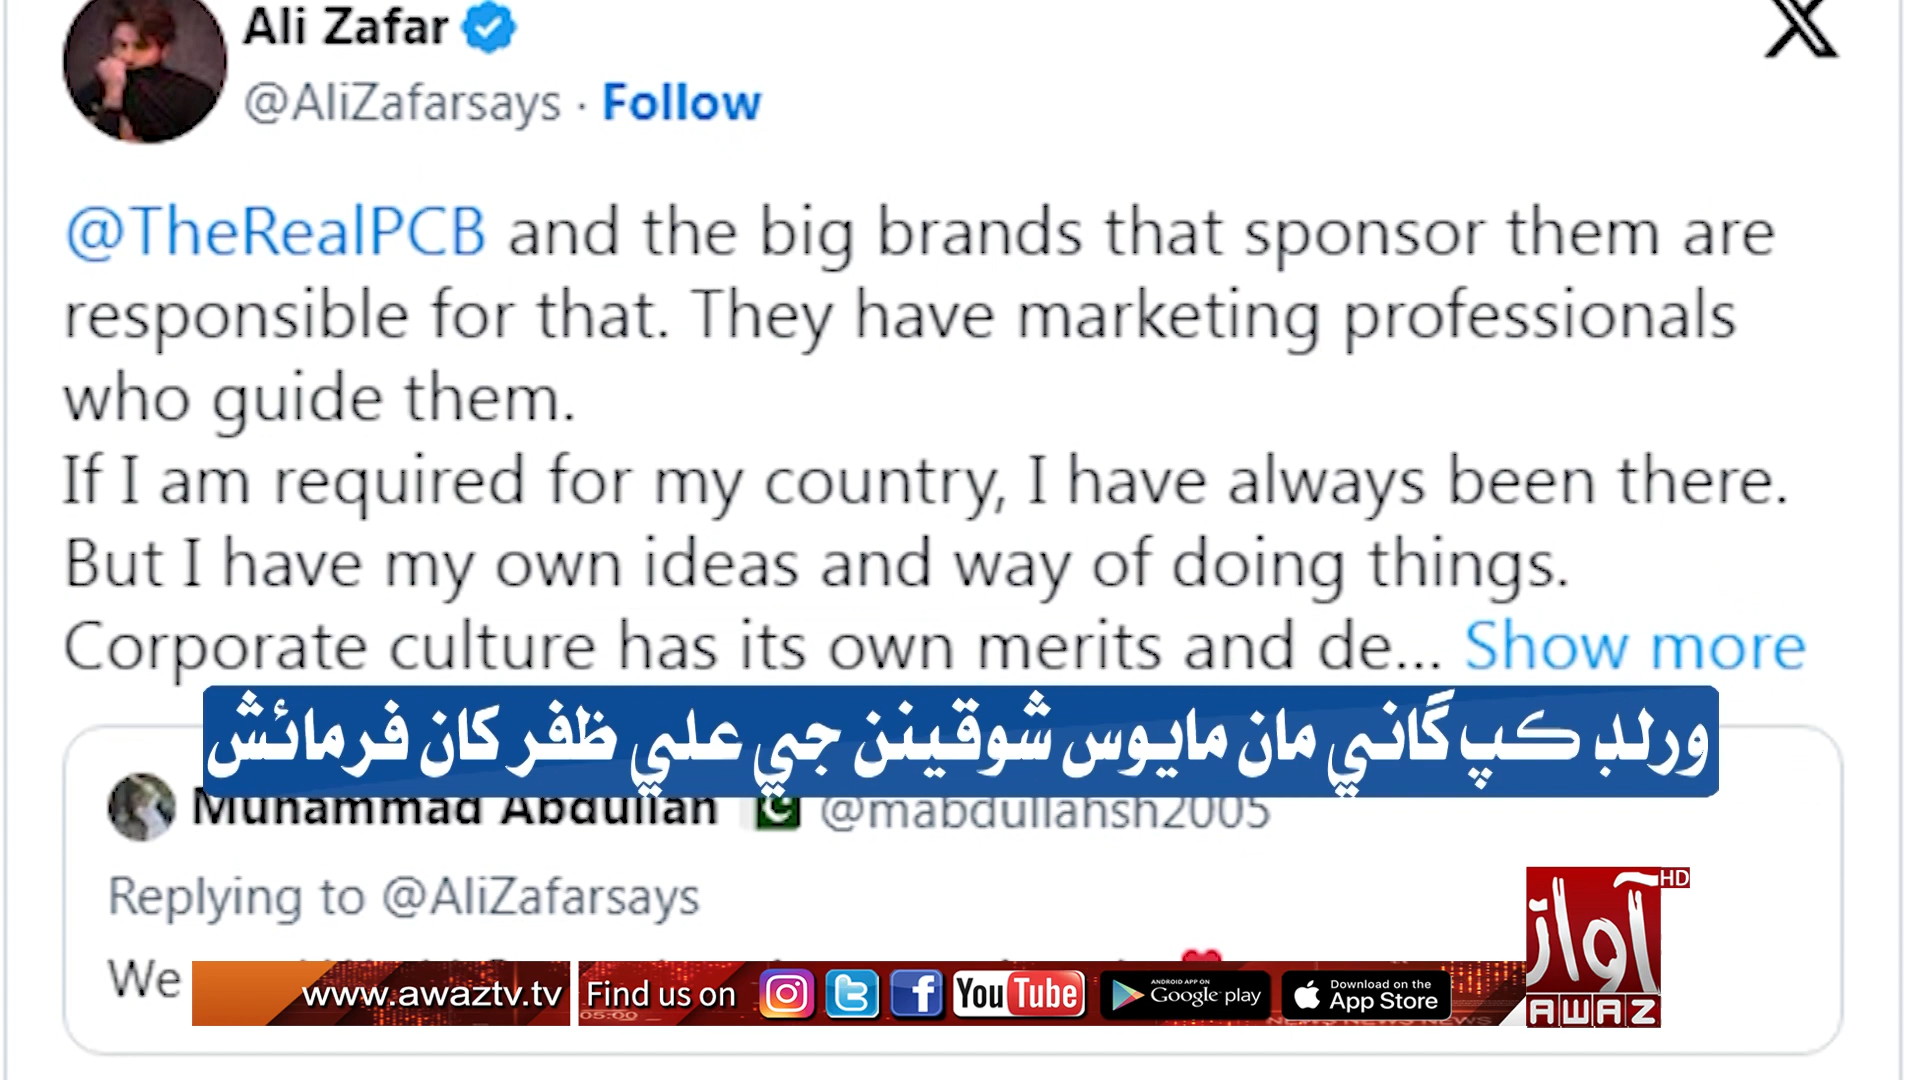 Ali Zafar
X
@AliZafarsays · Follow
@TheRealPCB and the big brands that sponsor them are
responsible for that. They have marketing professionals
who guide them.
If I am required for my country, I have always been there.
But I have my own ideas and way of doing things.
Corporate culture has its own merits and de... Show more
ورلڊ ڪپ گاني مان مايوس شوقينن جي علي ظفر کان فرمائش
Muhammad Abdullah @mabdullahsh2005
Replying to @AliZafarsays
We
آواز HD
www.awaztv.tv Find us on YouTube ANDROID APP ON Google play Download on the App Store
AWAZ